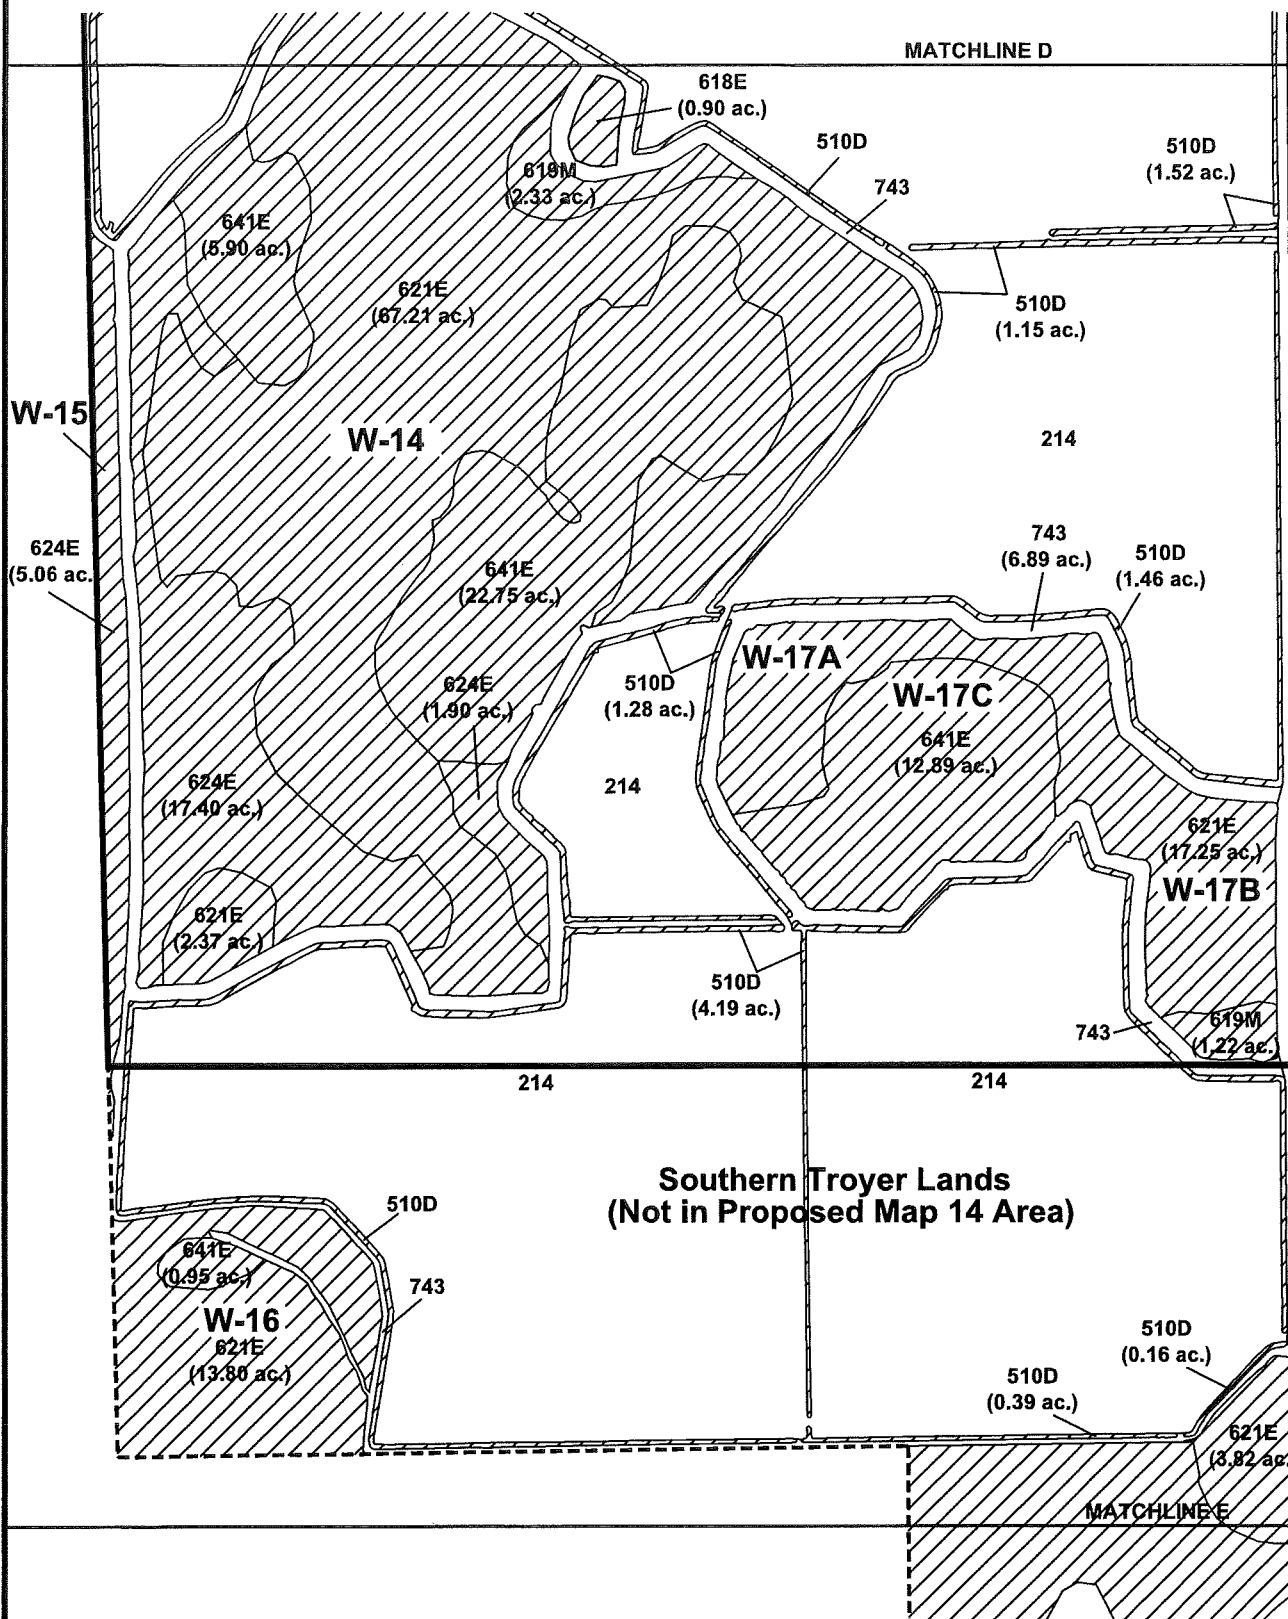 MATCHLINE D
618E
(0.90 ac.)
510D
510D
(1.52 ac.)
619M
(2.33 ac.)
743
641E
(5.90 ac.)
621E
(67.21 ac.)
510D
(1.15 ac.)
W-15
W-14
214
624E
(5.06 ac.
743
(6.89 ac.)
510D
(1.46 ac.)
641E
(22.75 ac.)
W-17A
624E
(1.90 ac.)
510D
(1.28 ac.)
W-17C
641E
(12.89 ac.)
624E
(17.40 ac.)
214
621E
(17.25 ac.)
W-17B
621E
(2.37 ac.)
510D
(4.19 ac.)
743
619M
(1.22 ac.)
214
214
Southern Troyer Lands
(Not in Proposed Map 14 Area)
510D
641E
(0.95 ac.)
743
W-16
621E
(13.80 ac.)
510D
(0.16 ac.)
510D
(0.39 ac.)
621E
(3.82 ac.
MATCHLINE E